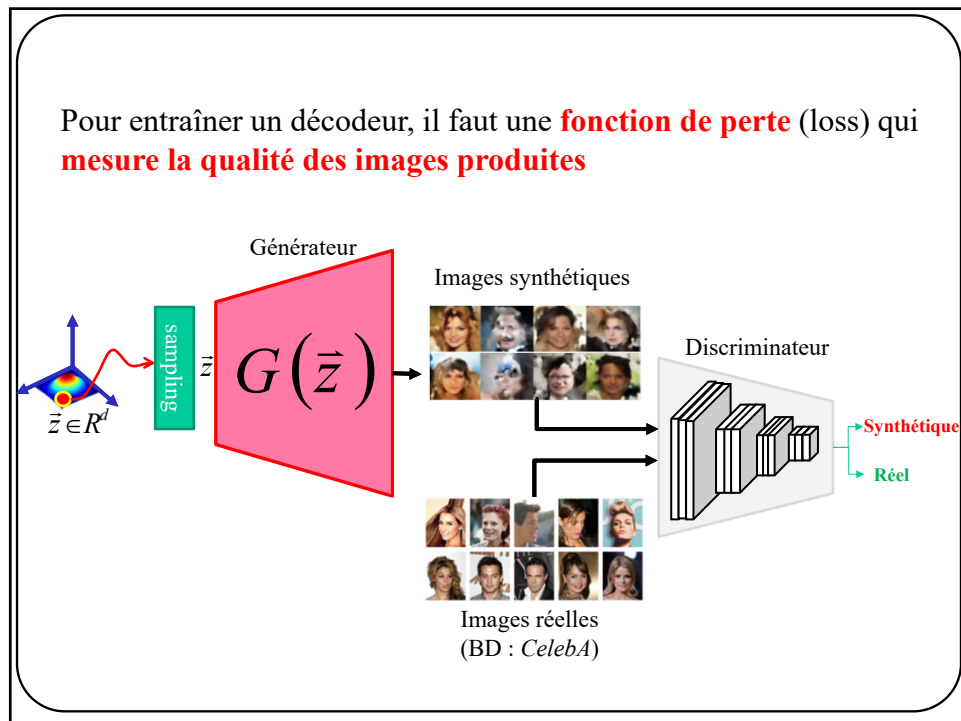 Pour entraîner un décodeur, il faut une fonction de perte (loss) qui
mesure la qualité des images produites
Générateur
Images synthétiques
Discriminateur
sampling
z⃗
G(z⃗)
z⃗ ∈ R^d
Synthétique
Réel
Images réelles
(BD : CelebA)